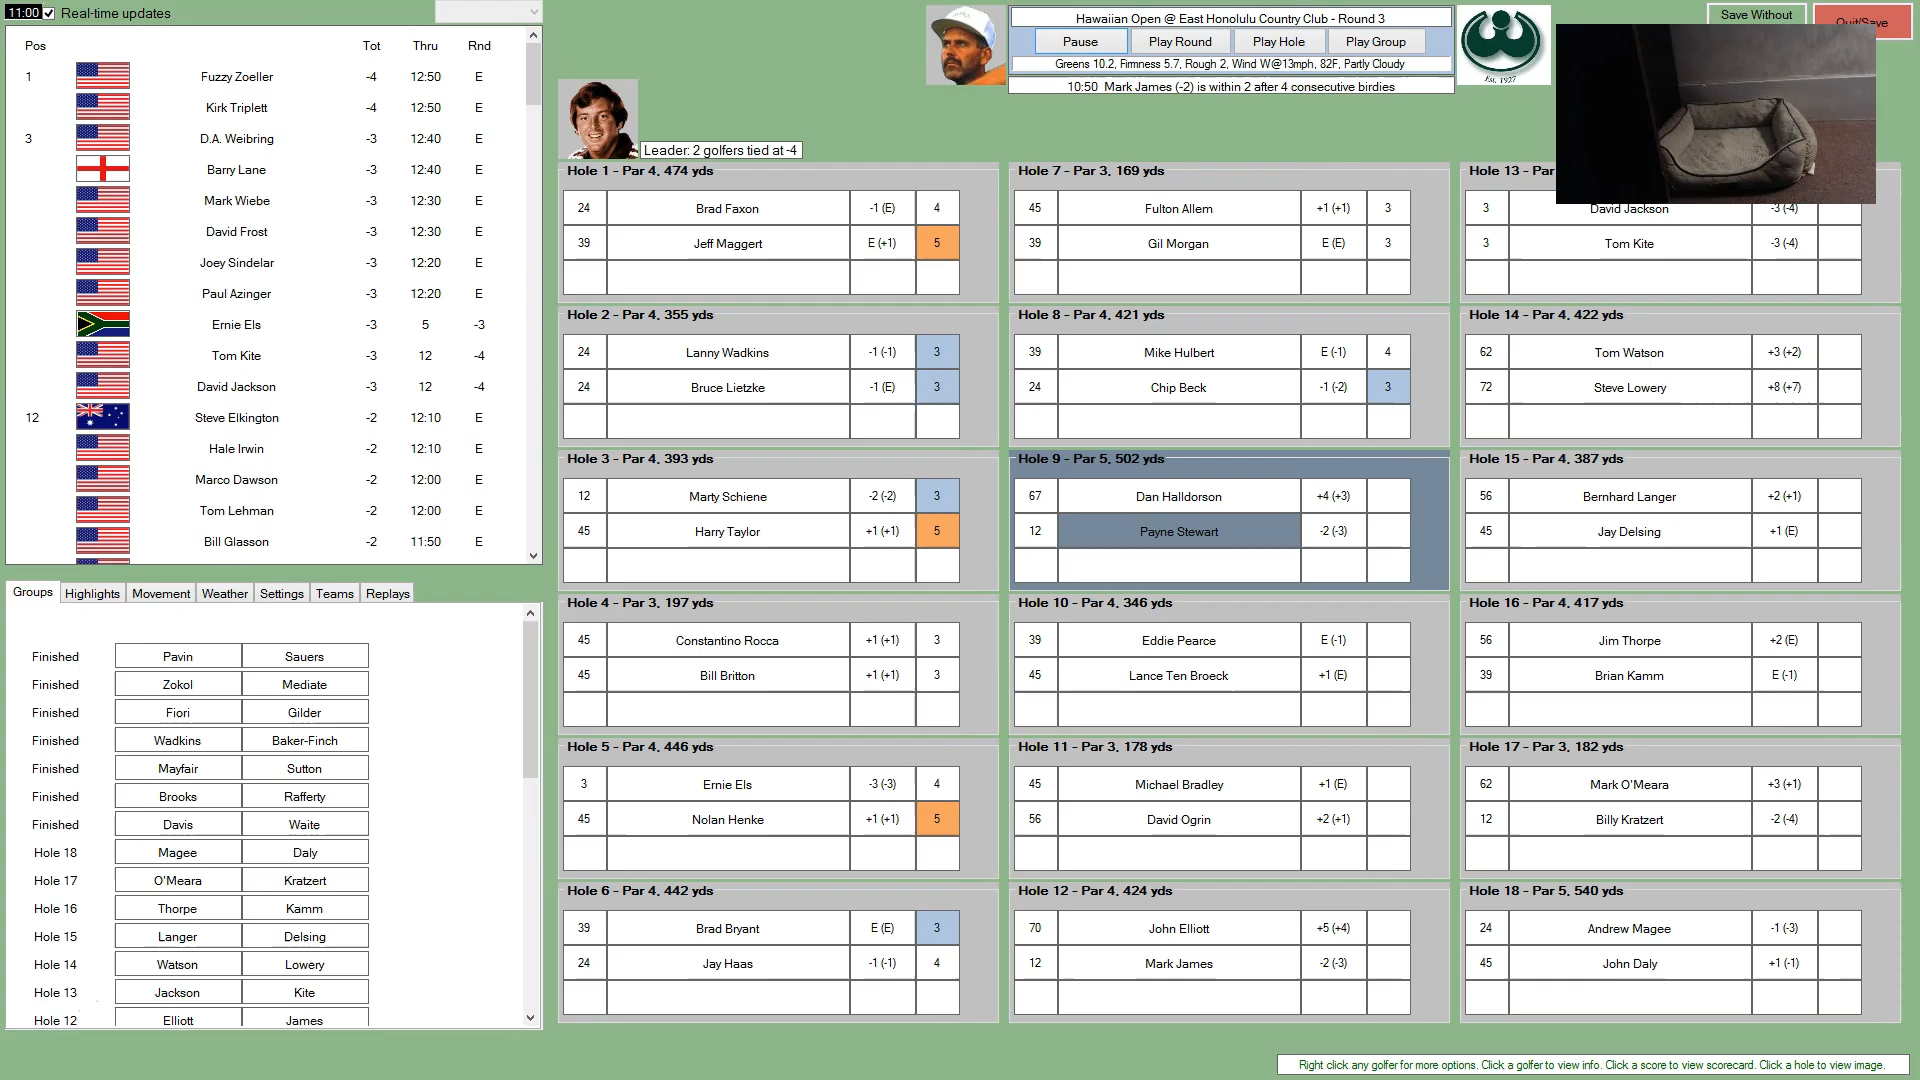 11:00 Real-time updates
Pos Tot Thru Rnd
1 Fuzzy Zoeller -4 12:50 E
Kirk Triplett -4 12:50 E
3 D.A. Weibring -3 12:40 E
Barry Lane -3 12:40 E
Mark Wiebe -3 12:30 E
David Frost -3 12:30 E
Joey Sindelar -3 12:20 E
Paul Azinger -3 12:20 E
Ernie Els -3 5 -3
Tom Kite -3 12 -4
David Jackson -3 12 -4
12 Steve Elkington -2 12:10 E
Hale Irwin -2 12:10 E
Marco Dawson -2 12:00 E
Tom Lehman -2 12:00 E
Bill Glasson -2 11:50 E
Groups Highlights Movement Weather Settings Teams Replays
Finished Pavin Sauers
Finished Zokol Mediate
Finished Fiori Gilder
Finished Wadkins Baker-Finch
Finished Mayfair Sutton
Finished Brooks Rafferty
Finished Davis Waite
Hole 18 Magee Daly
Hole 17 O'Meara Kratzert
Hole 16 Thorpe Kamm
Hole 15 Langer Delsing
Hole 14 Watson Lowery
Hole 13 Jackson Kite
Hole 12 Elliott James
Hawaiian Open @ East Honolulu Country Club - Round 3
Pause Play Round Play Hole Play Group
Greens 10.2, Firmness 5.7, Rough 2, Wind W@13mph, 82F, Partly Cloudy
10:50 Mark James (-2) is within 2 after 4 consecutive birdies
Est. 1927
Save Without
Quit/Save
Leader: 2 golfers tied at -4
Hole 1 - Par 4, 474 yds
24 Brad Faxon -1 (E) 4
39 Jeff Maggert E (+1) 5
Hole 2 - Par 4, 355 yds
24 Lanny Wadkins -1 (-1) 3
24 Bruce Lietzke -1 (E) 3
Hole 3 - Par 4, 393 yds
12 Marty Schiene -2 (-2) 3
45 Harry Taylor +1 (+1) 5
Hole 4 - Par 3, 197 yds
45 Constantino Rocca +1 (+1) 3
45 Bill Britton +1 (+1) 3
Hole 5 - Par 4, 446 yds
3 Ernie Els -3 (-3) 4
45 Nolan Henke +1 (+1) 5
Hole 6 - Par 4, 442 yds
39 Brad Bryant E (E) 3
24 Jay Haas -1 (-1) 4
Hole 7 - Par 3, 169 yds
45 Fulton Allem +1 (+1) 3
39 Gil Morgan E (E) 3
Hole 8 - Par 4, 421 yds
39 Mike Hulbert E (-1) 4
24 Chip Beck -1 (-2) 3
Hole 9 - Par 5, 502 yds
67 Dan Halldorson +4 (+3)
12 Payne Stewart -2 (-3)
Hole 10 - Par 4, 346 yds
39 Eddie Pearce E (-1)
45 Lance Ten Broeck +1 (E)
Hole 11 - Par 3, 178 yds
45 Michael Bradley +1 (E)
56 David Ogrin +2 (+1)
Hole 12 - Par 4, 424 yds
70 John Elliott +5 (+4)
12 Mark James -2 (-3)
Hole 13 - Par
3 David Jackson -3 (-4)
3 Tom Kite -3 (-4)
Hole 14 - Par 4, 422 yds
62 Tom Watson +3 (+2)
72 Steve Lowery +8 (+7)
Hole 15 - Par 4, 387 yds
56 Bernhard Langer +2 (+1)
45 Jay Delsing +1 (E)
Hole 16 - Par 4, 417 yds
56 Jim Thorpe +2 (E)
39 Brian Kamm E (-1)
Hole 17 - Par 3, 182 yds
62 Mark O'Meara +3 (+1)
12 Billy Kratzert -2 (-4)
Hole 18 - Par 5, 540 yds
24 Andrew Magee -1 (-3)
45 John Daly +1 (-1)
Right click any golfer for more options. Click a golfer to view info. Click a score to view scorecard. Click a hole to view image.